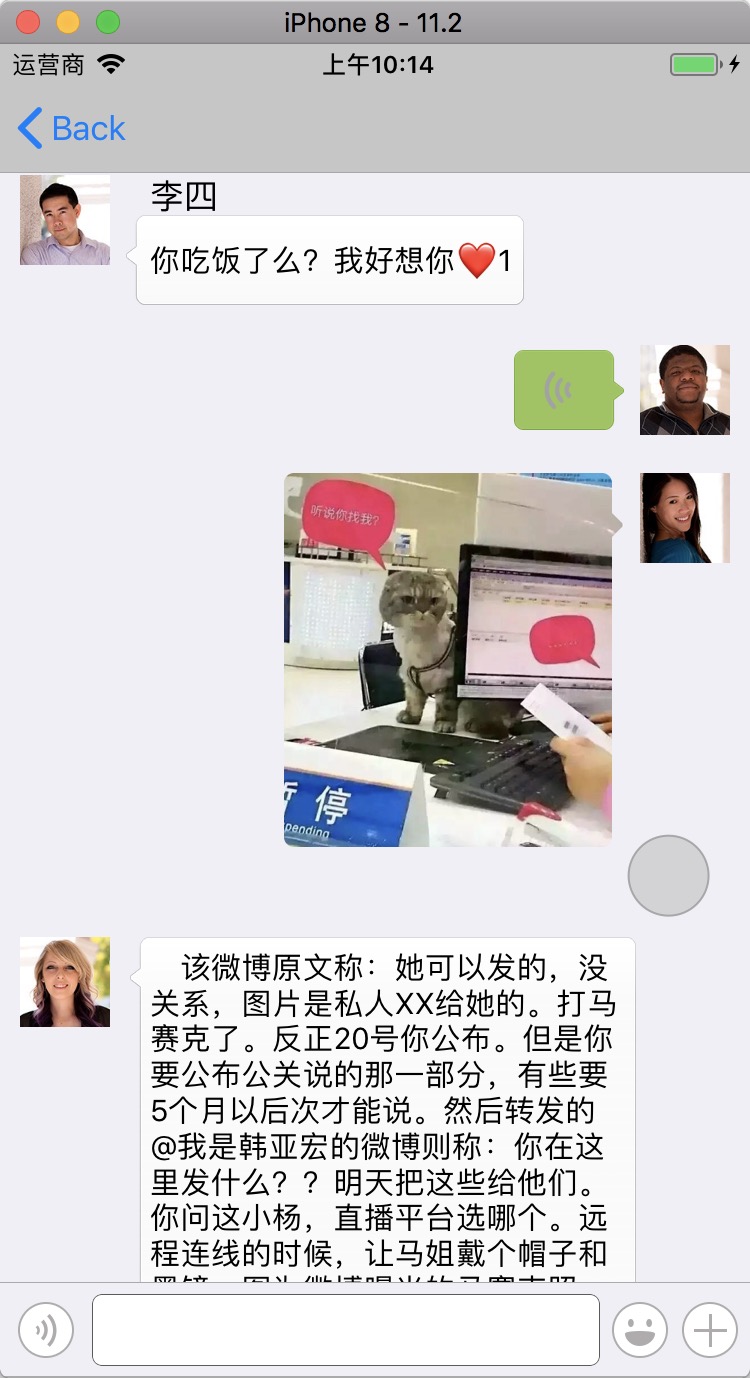 iPhone 8 - 11.2
运营商
上午10:14
Back
李四
你吃饭了么？我好想你❤️1
听说你找我?
暂停
pending
该微博原文称：她可以发的，没
关系，图片是私人XX给她的。打马
赛克了。反正20号你公布。但是你
要公布公关说的那一部分，有些要
5个月以后次才能说。然后转发的
@我是韩亚宏的微博则称：你在这
里发什么？？明天把这些给他们。
你问这小杨，直播平台选哪个。远
程连线的时候，让马姐戴个帽子和